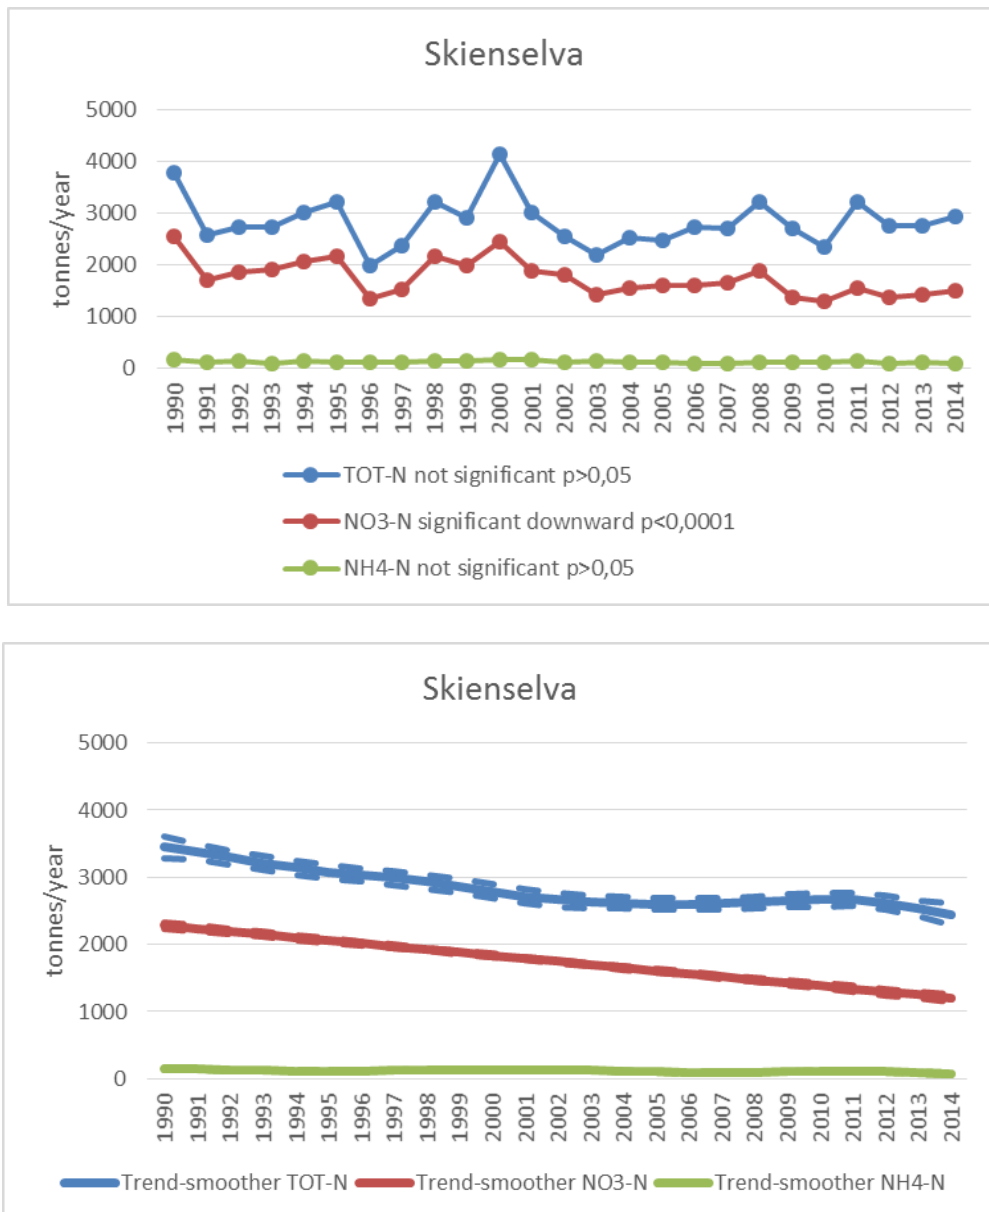 Skienselva
tonnes/year
5000
4000
3000
2000
1000
0
1990 1991 1992 1993 1994 1995 1996 1997 1998 1999 2000 2001 2002 2003 2004 2005 2006 2007 2008 2009 2010 2011 2012 2013 2014
TOT-N not significant p>0,05
NO3-N significant downward p<0,0001
NH4-N not significant p>0,05
Skienselva
tonnes/year
5000
4000
3000
2000
1000
0
1990 1991 1992 1993 1994 1995 1996 1997 1998 1999 2000 2001 2002 2003 2004 2005 2006 2007 2008 2009 2010 2011 2012 2013 2014
Trend-smoother TOT-N Trend-smoother NO3-N Trend-smoother NH4-N